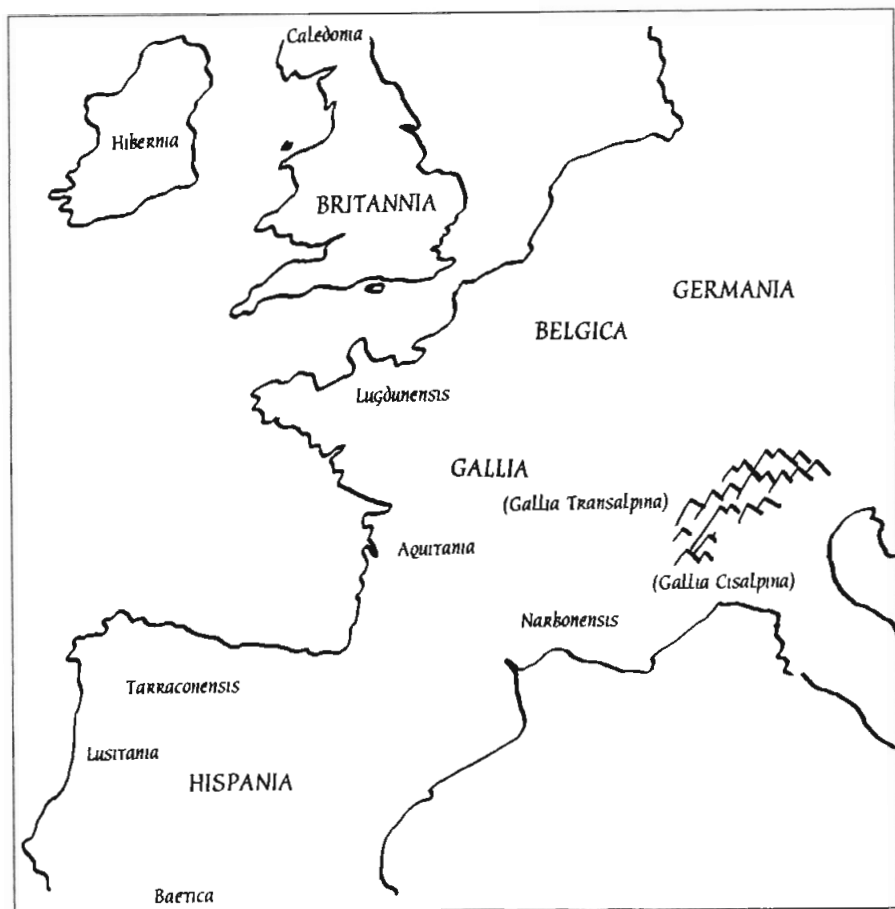 Caledonia
Hibernia
BRITANNIA
GERMANIA
BELGICA
Lugdunensis
GALLIA
(Gallia Transalpina)
Aquitania
(Gallia Cisalpina)
Narbonensis
Tarraconensis
Lusitania
HISPANIA
Baetica